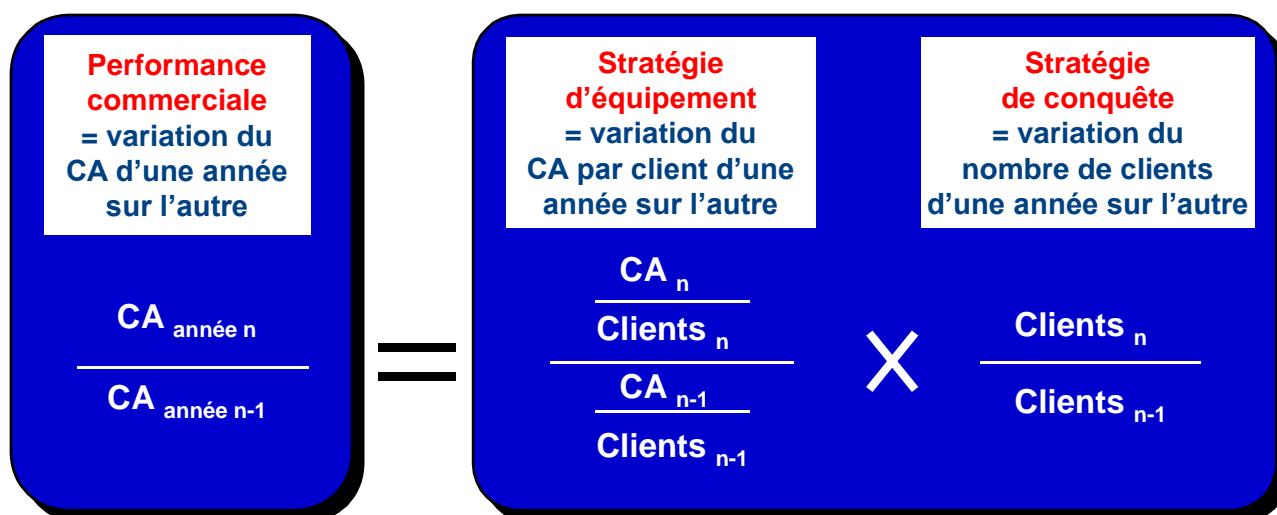 Performance
commerciale
= variation du
CA d'une année
sur l'autre
CA année n
CA année n-1
=
Stratégie
d'équipement
= variation du
CA par client d'une
année sur l'autre
CA n
Clients n
CA n-1
Clients n-1
X
Stratégie
de conquête
= variation du
nombre de clients
d'une année sur l'autre
Clients n
Clients n-1